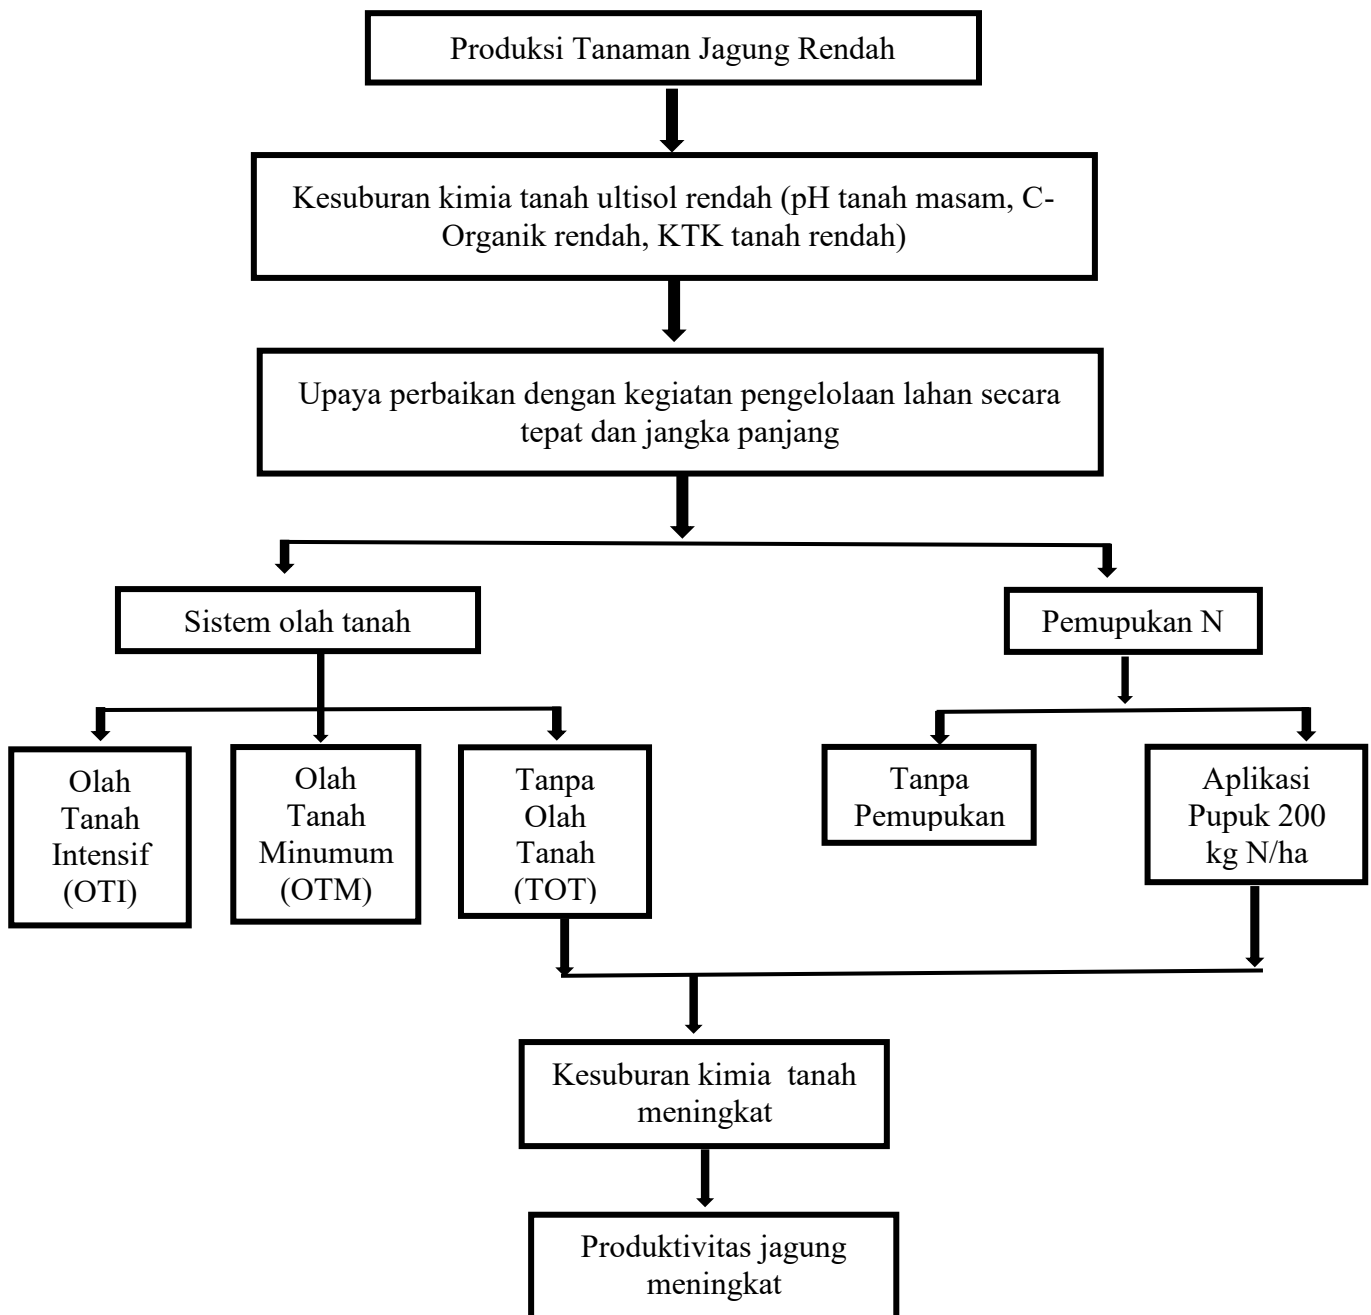 Produksi Tanaman Jagung Rendah
Kesuburan kimia tanah ultisol rendah (pH tanah masam, C-
Organik rendah, KTK tanah rendah)
Upaya perbaikan dengan kegiatan pengelolaan lahan secara
tepat dan jangka panjang
Sistem olah tanah
Pemupukan N
Olah
Tanah
Intensif
(OTI)
Olah
Tanah
Minumum
(OTM)
Tanpa
Olah
Tanah
(TOT)
Tanpa
Pemupukan
Aplikasi
Pupuk 200
kg N/ha
Kesuburan kimia  tanah
meningkat
Produktivitas jagung
meningkat